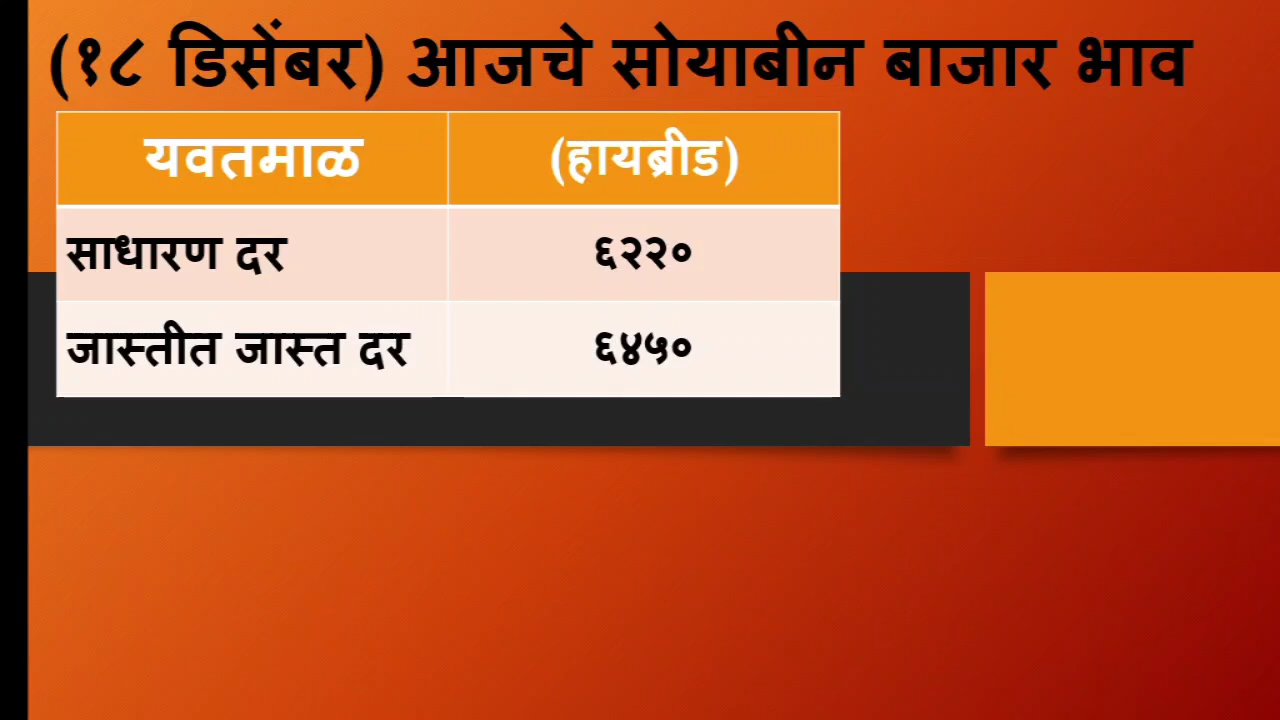 (१८ डिसेंबर) आजचे सोयाबीन बाजार भाव
यवतमाळ (हायब्रीड)
साधारण दर ६२२०
जास्तीत जास्त दर ६४५०